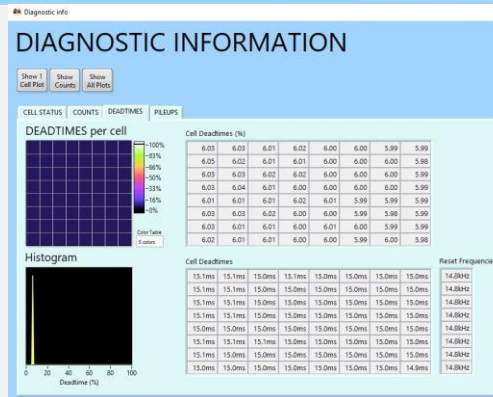 Diagnostic info
DIAGNOSTIC INFORMATION
Show 1 Cell Plot
Show Counts
Show All Plots
CELL STATUS COUNTS DEADTIMES PILEUPS
DEADTIMES per cell
100%
83%
66%
50%
33%
16%
0%
Color Table
5 colors
Cell Deadtimes (%)
6.03 6.03 6.01 6.02 6.00 6.00 5.99 5.99
6.05 6.02 6.01 6.01 6.00 6.00 6.00 5.98
6.03 6.03 6.02 6.02 6.00 6.00 6.00 5.99
6.03 6.04 6.01 6.00 6.00 6.00 6.00 5.99
6.01 6.01 6.01 6.02 6.01 5.99 5.99 5.99
6.03 6.03 6.02 6.00 6.00 5.99 5.98 5.99
6.03 6.01 6.01 6.00 6.00 6.00 6.00 5.99
6.02 6.01 6.01 6.00 6.00 5.99 6.00 5.98
Histogram
0 20 40 60 80 100
Deadtime (%)
Cell Deadtimes
15.1ms 15.1ms 15.0ms 15.1ms 15.0ms 15.0ms 15.0ms 15.0ms
15.1ms 15.1ms 15.0ms 15.0ms 15.0ms 15.0ms 15.0ms 15.0ms
15.1ms 15.1ms 15.0ms 15.0ms 15.0ms 15.0ms 15.0ms 15.0ms
15.1ms 15.1ms 15.0ms 15.0ms 15.0ms 15.0ms 15.0ms 15.0ms
15.0ms 15.0ms 15.0ms 15.0ms 15.0ms 15.0ms 15.0ms 15.0ms
15.1ms 15.1ms 15.0ms 15.0ms 15.0ms 15.0ms 15.0ms 15.0ms
15.1ms 15.0ms 15.0ms 15.0ms 15.0ms 15.0ms 15.0ms 15.0ms
15.0ms 15.0ms 15.0ms 15.0ms 15.0ms 15.0ms 15.0ms 14.9ms
Reset Frequencie
14.8kHz
14.8kHz
14.8kHz
14.8kHz
14.8kHz
14.8kHz
14.8kHz
14.8kHz